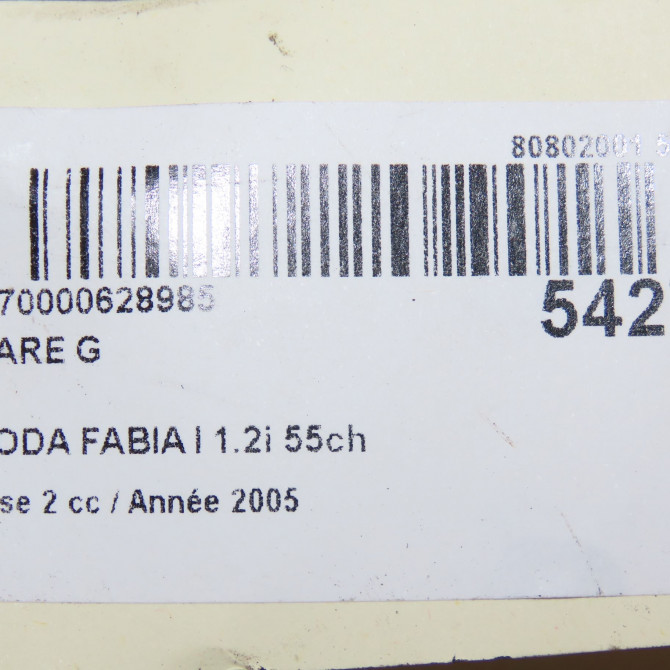 80802001
70000628985
542
ARE G
ODA FABIA I 1.2i 55ch
se 2 cc / Année 2005